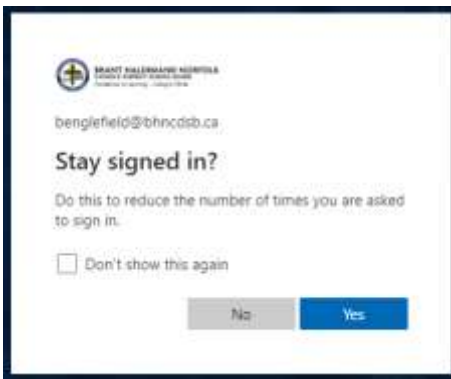 BRANT HALDIMAND NORFOLK
benglefield@bhncdsb.ca
Stay signed in?
Do this to reduce the number of times you are asked
to sign in.
Don't show this again
No
Yes